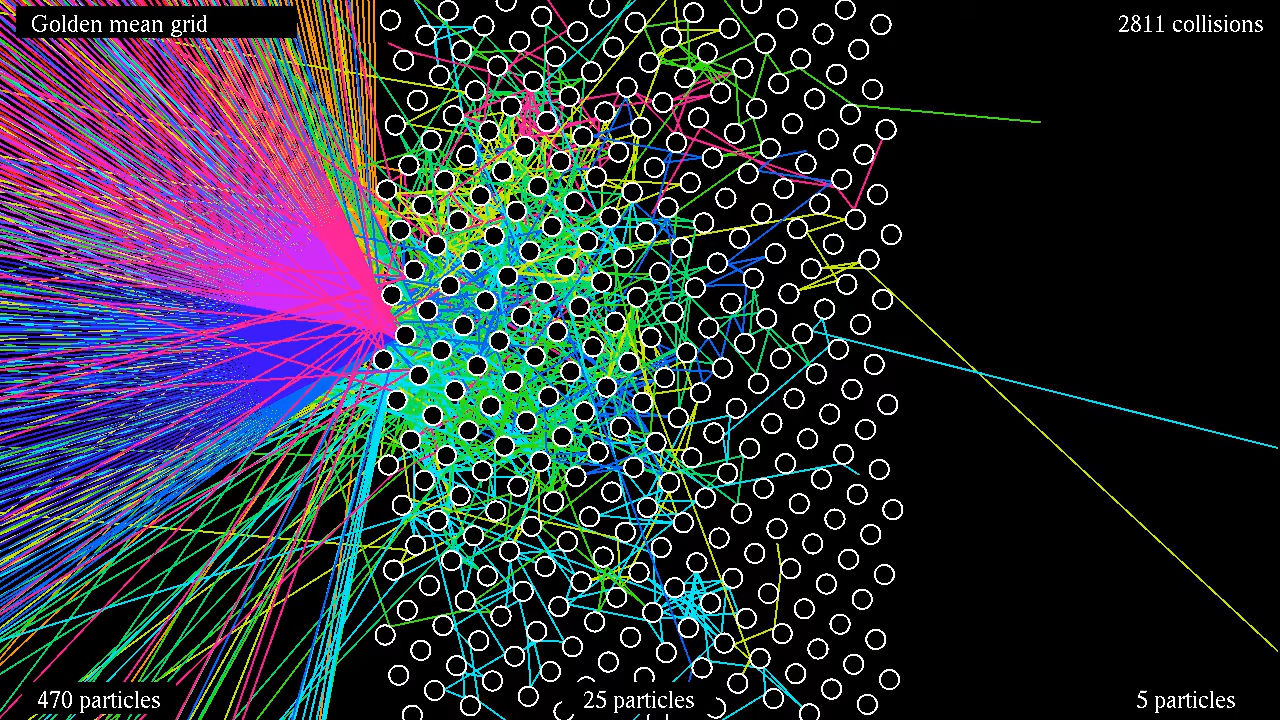 Golden mean grid
2811 collisions
470 particles
25 particles
5 particles